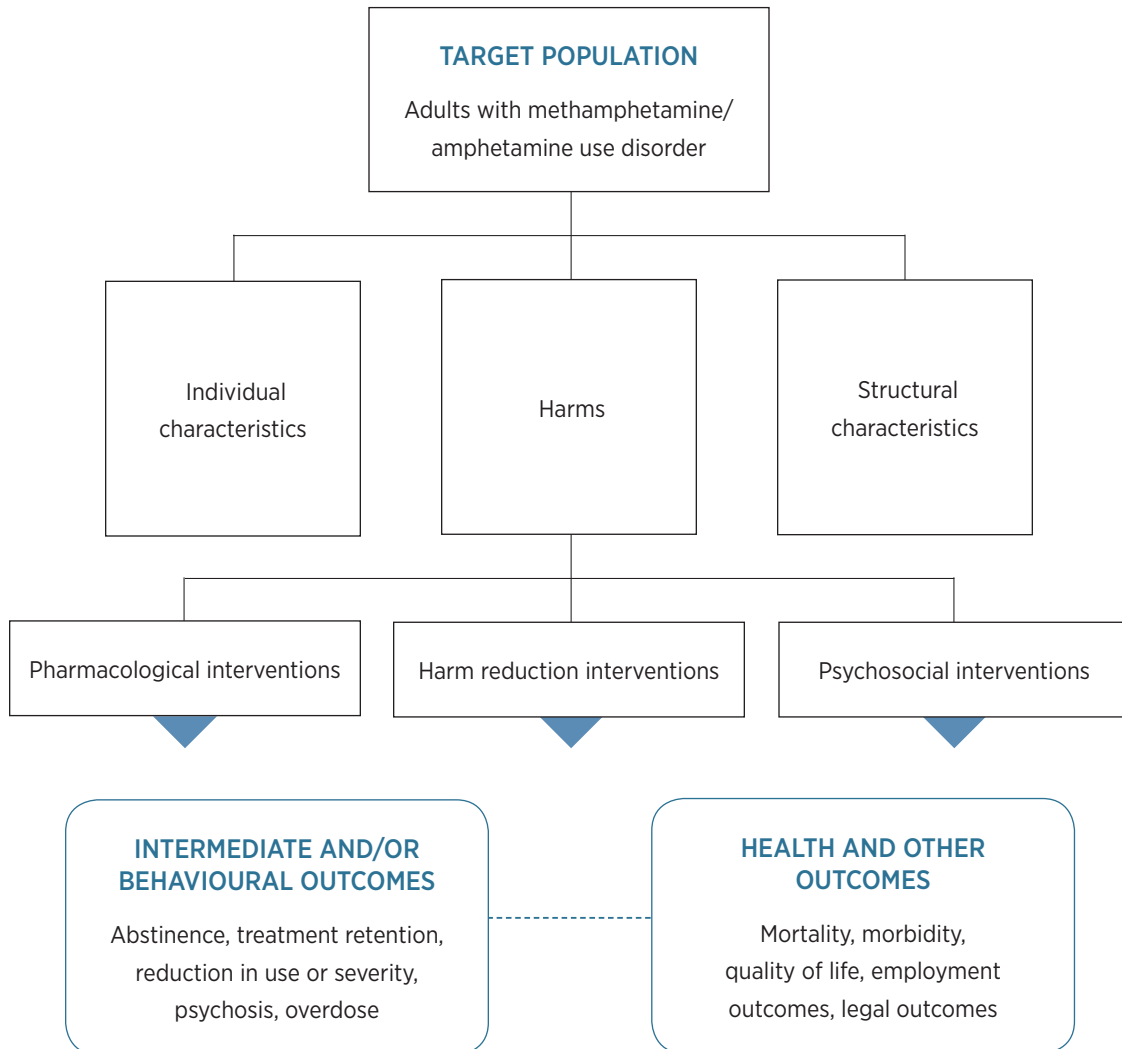 TARGET POPULATION
Adults with methamphetamine/
amphetamine use disorder
Individual
characteristics
Harms
Structural
characteristics
Pharmacological interventions
Harm reduction interventions
Psychosocial interventions
INTERMEDIATE AND/OR
BEHAVIOURAL OUTCOMES
Abstinence, treatment retention,
reduction in use or severity,
psychosis, overdose
HEALTH AND OTHER
OUTCOMES
Mortality, morbidity,
quality of life, employment
outcomes, legal outcomes